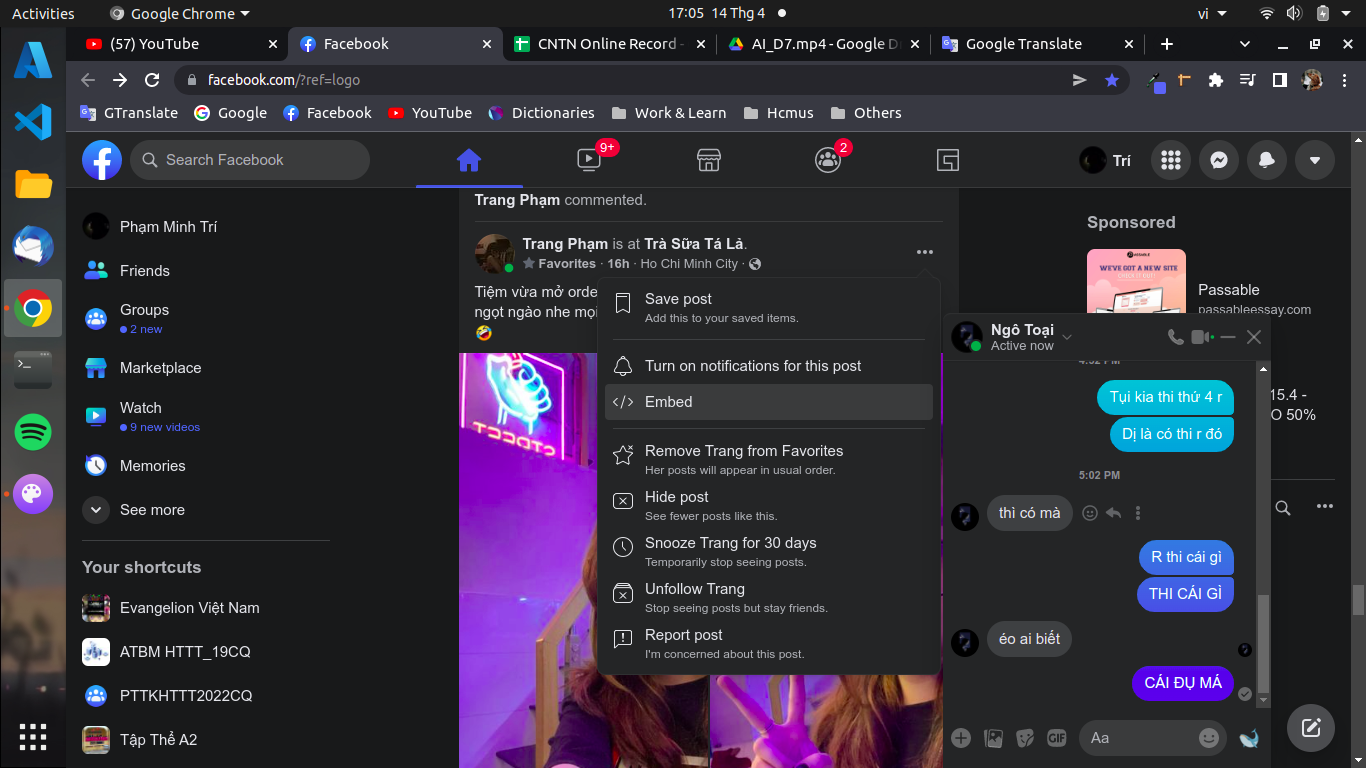 Activities
Google Chrome
17:05 14 Thg 4
vi
(57) YouTube
Facebook
CNTN Online Record -
AI_D7.mp4 - Google D
Google Translate
facebook.com/?ref=logo
GTranslate
Google
Facebook
YouTube
Dictionaries
Work & Learn
Hcmus
Others
Search Facebook
9+
2
Trí
Phạm Minh Trí
Friends
Groups
2 new
Marketplace
Watch
9 new videos
Memories
See more
Your shortcuts
Evangelion Việt Nam
ATBM HTTT_19CQ
PTTKHTTT2022CQ
Tập Thể A2
Trang Phạm commented.
Trang Phạm is at Trà Sữa Tá Lả.
Favorites · 16h · Ho Chi Minh City ·
Tiệm vừa mở orde
ngọt ngào nhe mọi
Save post
Add this to your saved items.
Turn on notifications for this post
</> Embed
Remove Trang from Favorites
Her posts will appear in usual order.
Hide post
See fewer posts like this.
Snooze Trang for 30 days
Temporarily stop seeing posts.
Unfollow Trang
Stop seeing posts but stay friends.
Report post
I'm concerned about this post.
Sponsored
PASSABLE
WE'VE GOT A NEW SITE
Passable
passableessay.com
15.4 -
O 50%
Ngô Toại
Active now
4:52 PM
Tụi kia thi thứ 4 r
Dị là có thi r đó
5:02 PM
thì có mà
R thi cái gì
THI CÁI GÌ
éo ai biết
CÁI ĐỤ MÁ
GIF
Aa